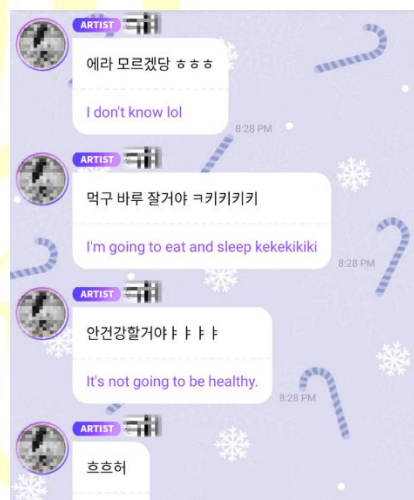 ARTIST
에라 모르겠당 ㅎㅎㅎ
I don't know lol
8:28 PM
ARTIST
먹구 바루 잘거야 ㅋ키키키키
I'm going to eat and sleep kekekikiki
8:28 PM
ARTIST
안건강할거야ㅑㅑㅑㅑ
It's not going to be healthy.
8:28 PM
ARTIST
흐흐허